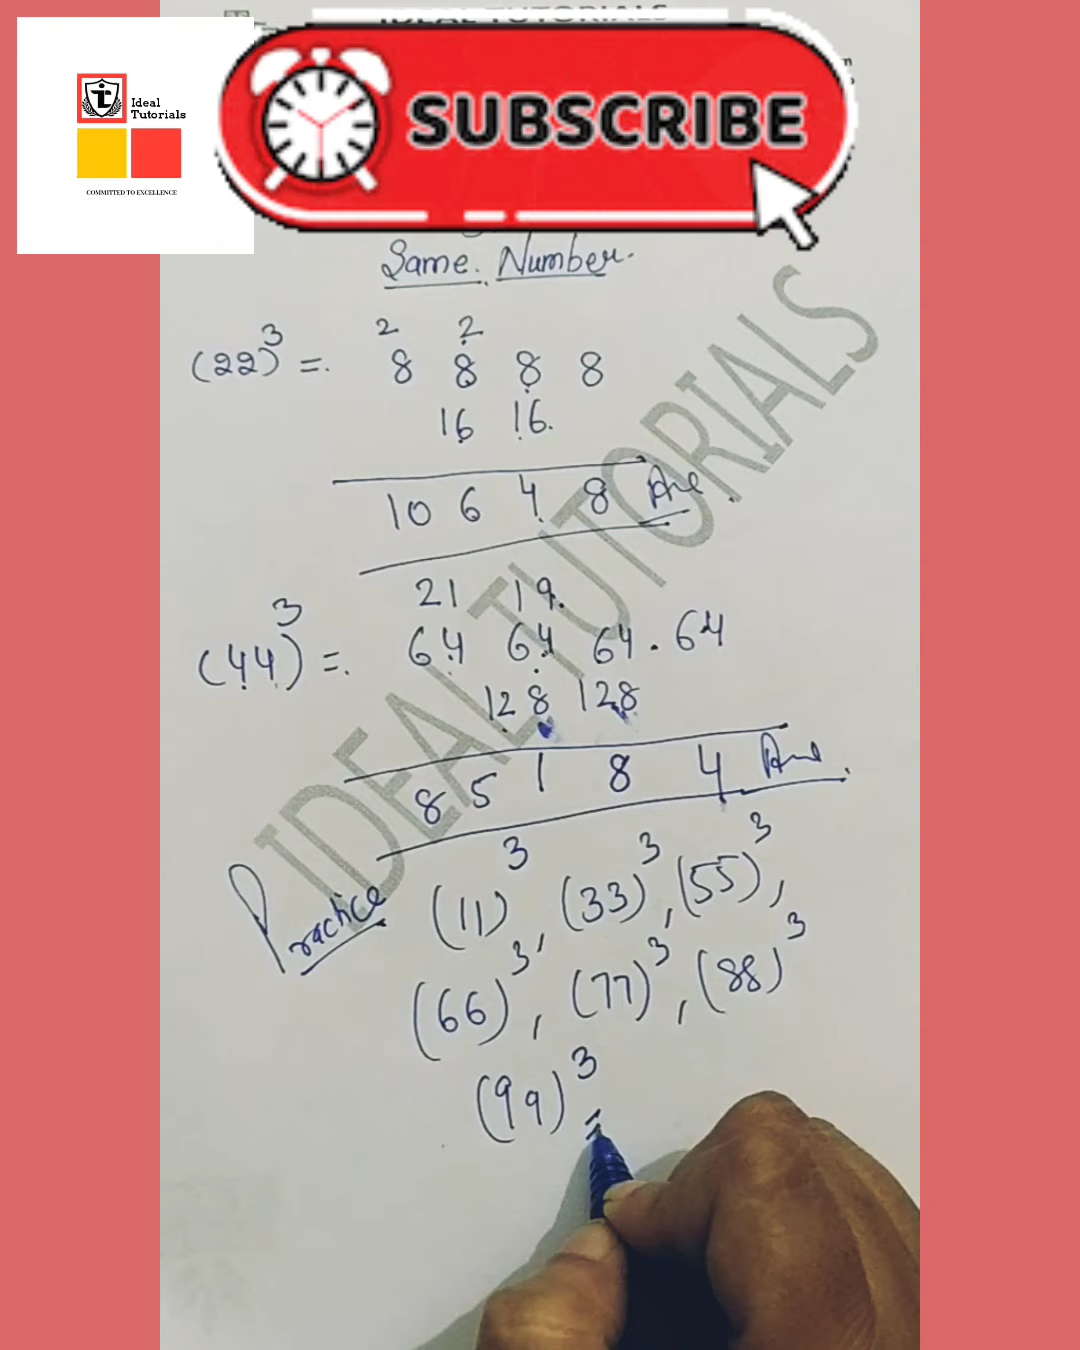 IDEAL TUTORIALS
Ideal
Tutorials
COMMITTED TO EXCELLENCE
SUBSCRIBE
Same. Number.
2 2
(22)³ =. 8 8 8 8
16 16.
10 6 4 8 Ans.
21 19.
(44)³ =. 64 64 64 . 64
128 128
85 1 8 4 Ans.
Practice (11)³, (33)³, (55)³,
(66)³, (77)³, (88)³
(99)³ =
IDEAL TUTORIALS